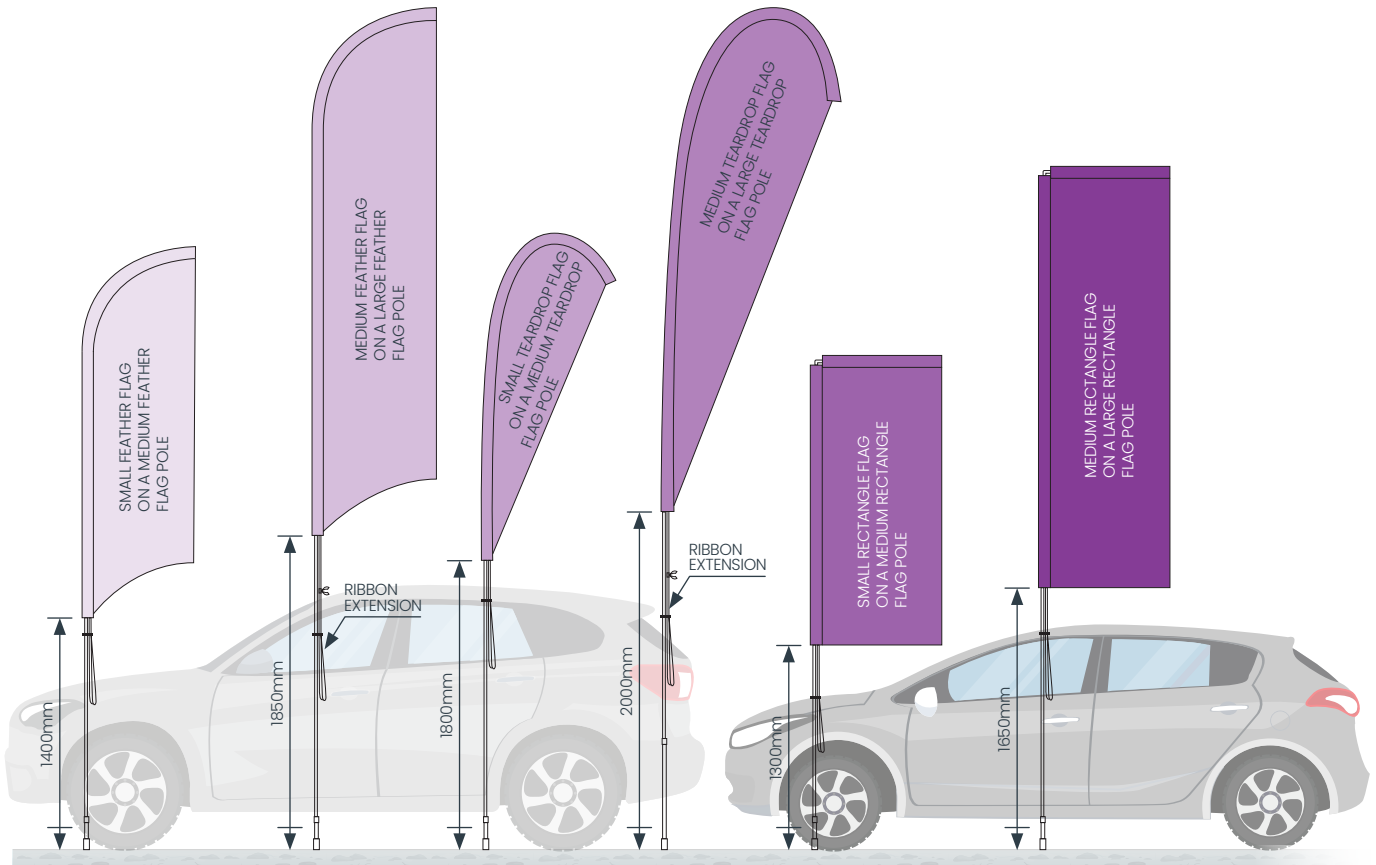 SMALL FEATHER FLAG
ON A MEDIUM FEATHER
FLAG POLE
1400mm
MEDIUM FEATHER FLAG
ON A LARGE FEATHER
FLAG POLE
1850mm
RIBBON
EXTENSION
SMALL TEARDROP FLAG
ON A MEDIUM TEARDROP
FLAG POLE
1800mm
MEDIUM TEARDROP FLAG
ON A LARGE TEARDROP
FLAG POLE
2000mm
RIBBON
EXTENSION
SMALL RECTANGLE FLAG
ON A MEDIUM RECTANGLE
FLAG POLE
1300mm
MEDIUM RECTANGLE FLAG
ON A LARGE RECTANGLE
FLAG POLE
1650mm